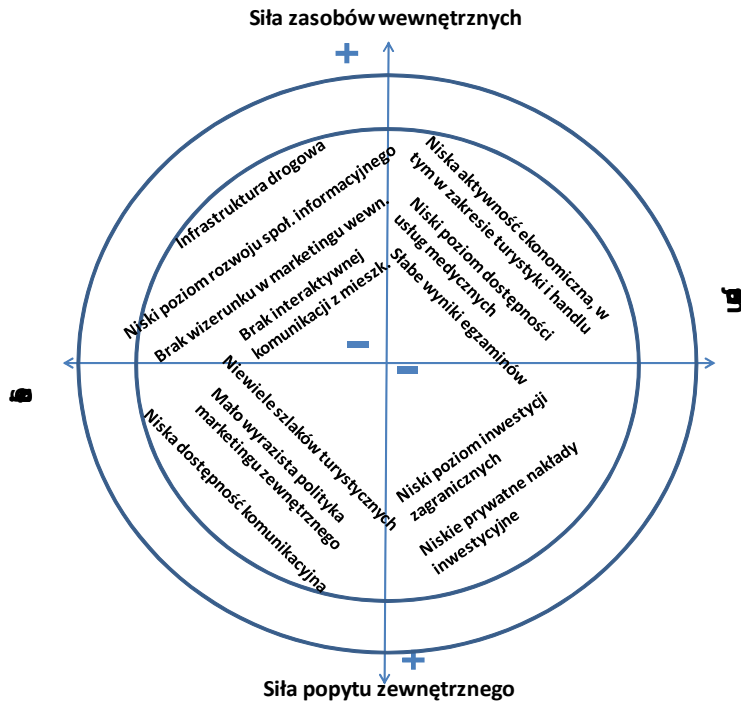 Siła zasobów wewnętrznych
+
Infrastruktura drogowa
Niski poziom rozwoju społ. informacyjnego
Brak wizerunku w marketingu wewn.
Brak interaktywnej
komunikacji z mieszk.
Niska aktywność ekonomiczna, w
tym w zakresie turystyki i handlu
Niski poziom dostępności
usług medycznych
Słabe wyniki egzaminów
–
–
Niewiele szlaków turystycznych
Mało wyrazista polityka
marketingu zewnętrznego
Niska dostępność komunikacyjna
Niski poziom inwestycji
zagranicznych
Niskie prywatne nakłady
inwestycyjne
+
Siła popytu zewnętrznego